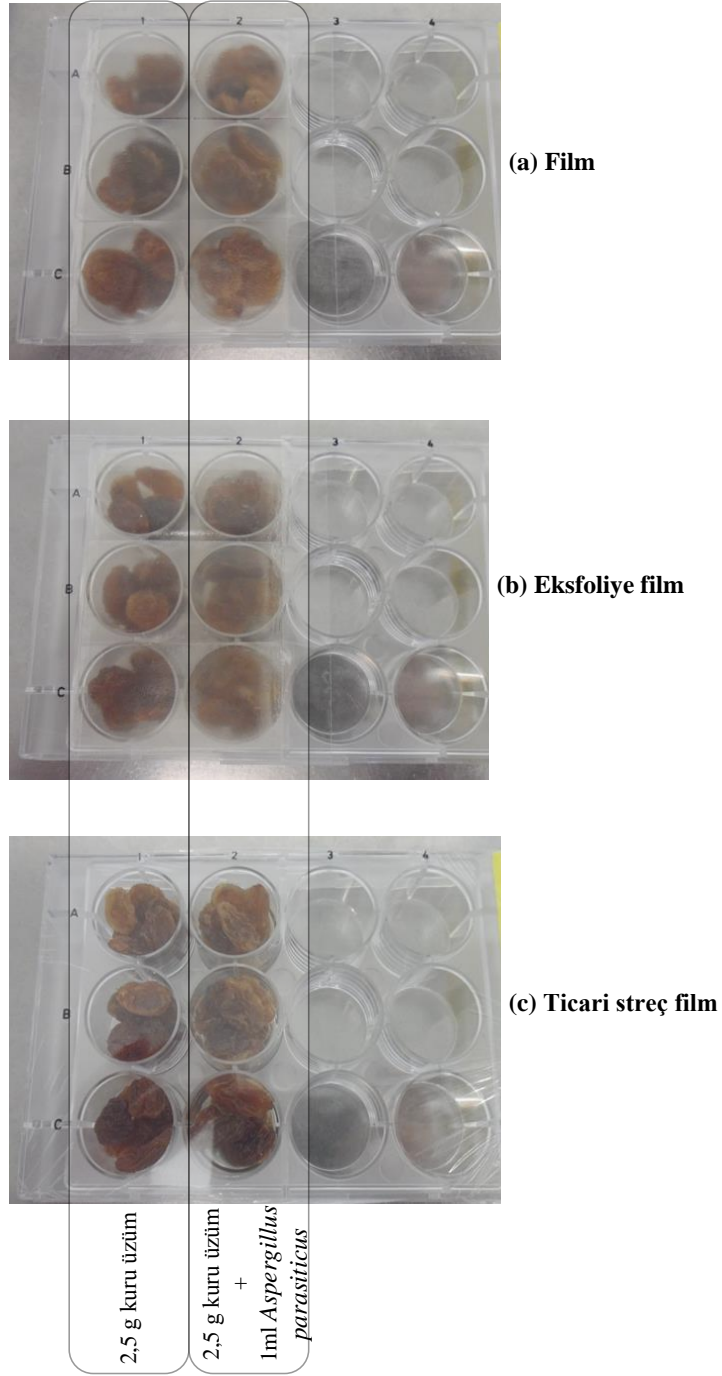 1 2 3 4
A
B
C
(a) Film
1 2 3 4
A
B
C
(b) Eksfoliye film
1 2 3 4
A
B
C
(c) Ticari streç film
2,5 g kuru üzüm
2,5 g kuru üzüm
+
1ml Aspergillus
parasiticus